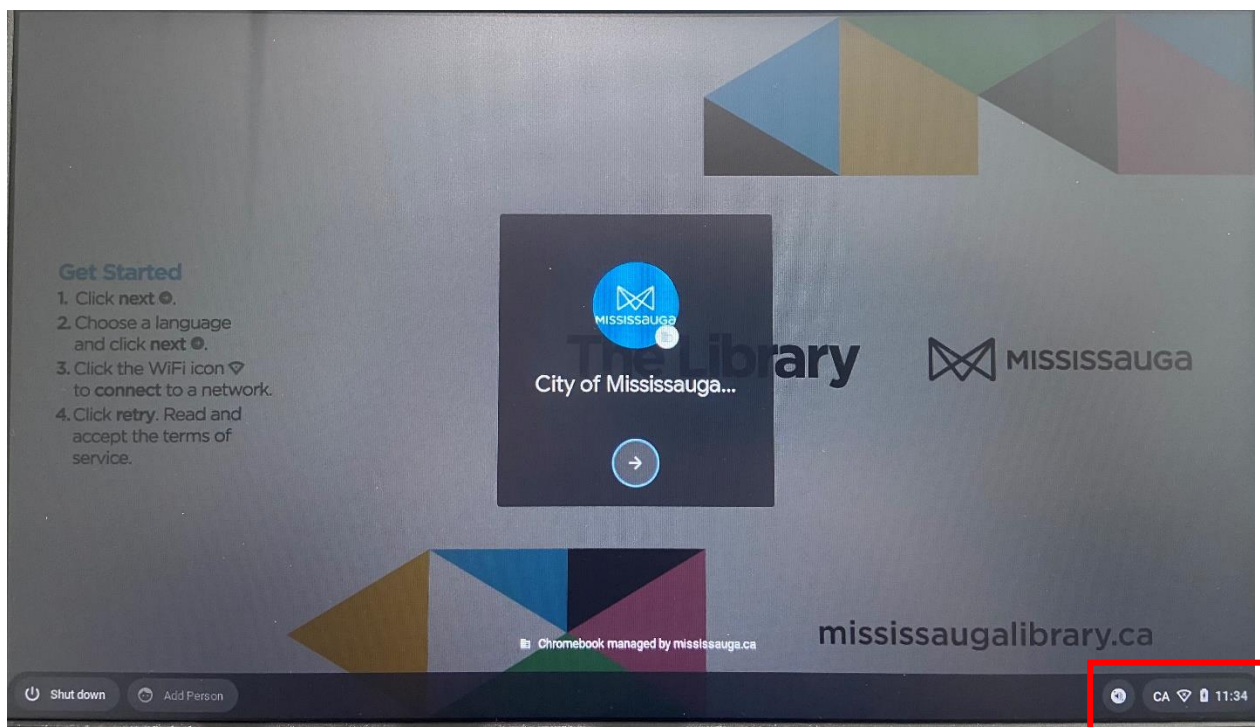 Get Started
1. Click next
2. Choose a language
and click next
3. Click the WiFi icon
to connect to a network.
4. Click retry. Read and
accept the terms of
service.
MISSISSAUGA
The Library
MISSISSAUGA
City of Mississauga...
mississaugalibrary.ca
Chromebook managed by mississauga.ca
Shut down
Add Person
CA 11:34